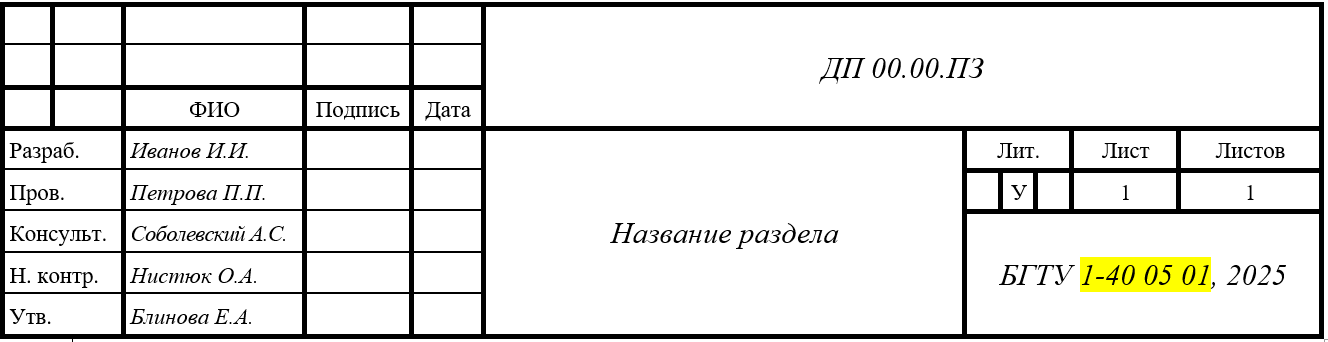 ДП 00.00.ПЗ
ФИО Подпись Дата
Разраб. Иванов И.И. Лит. Лист Листов
Пров. Петрова П.П. У 1 1
Консульт. Соболевский А.С. Название раздела
Н. контр. Нистюк О.А. БГТУ 1-40 05 01, 2025
Утв. Блинова Е.А.